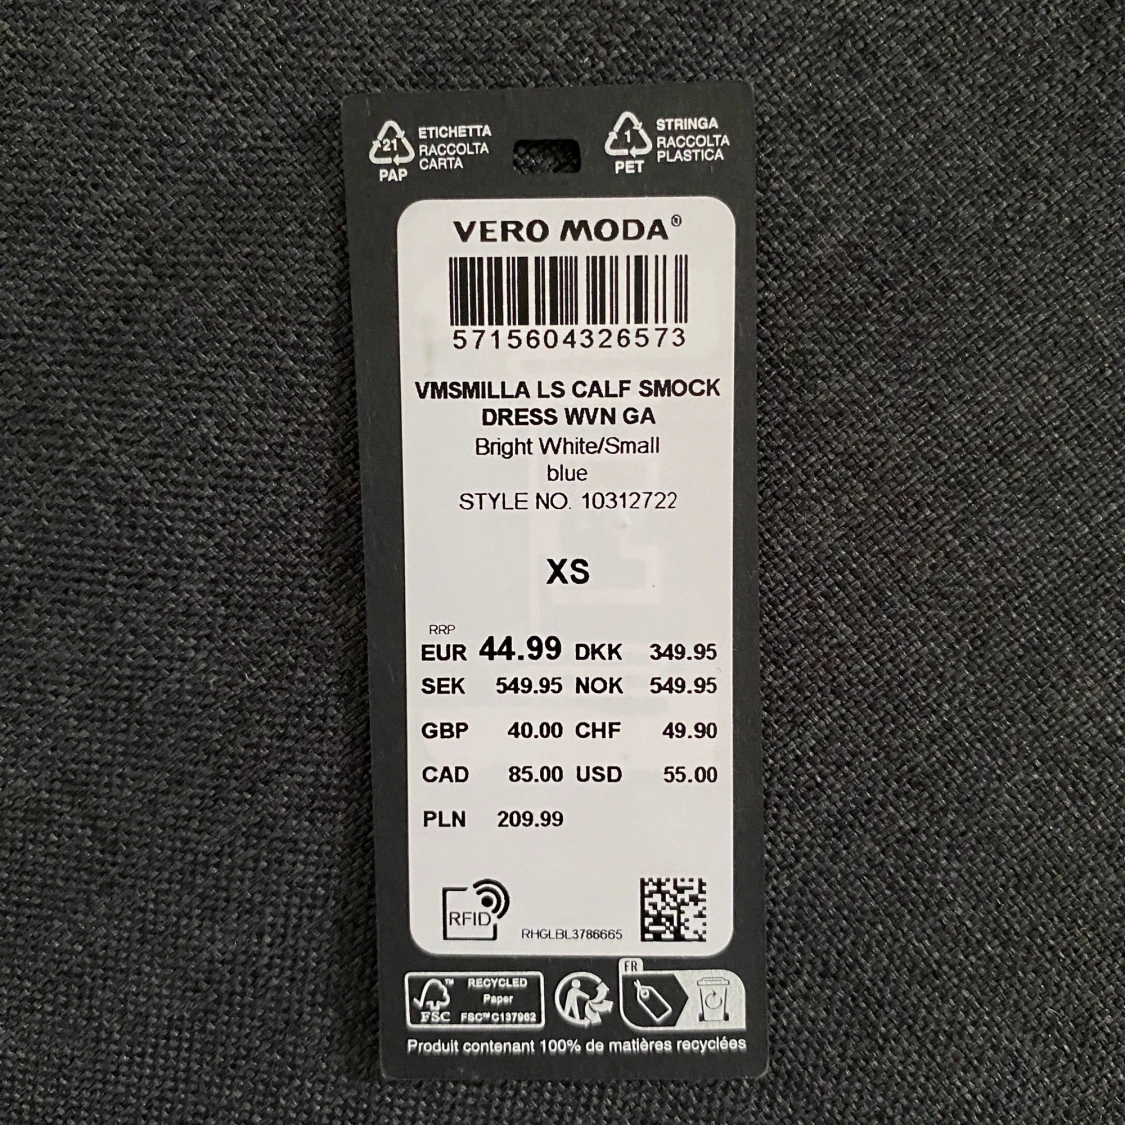 21
PAP
ETICHETTA
RACCOLTA
CARTA
1
PET
STRINGA
RACCOLTA
PLASTICA
VERO MODA®
5715604326573
VMSMILLA LS CALF SMOCK
DRESS WVN GA
Bright White/Small
blue
STYLE NO. 10312722
XS
RRP
EUR 44.99 DKK 349.95
SEK 549.95 NOK 549.95
GBP 40.00 CHF 49.90
CAD 85.00 USD 55.00
PLN 209.99
RFID
RHGLBL3786665
FSC
™
RECYCLED
Paper
FSC™ C137962
FR
Produit contenant 100% de matières recyclées